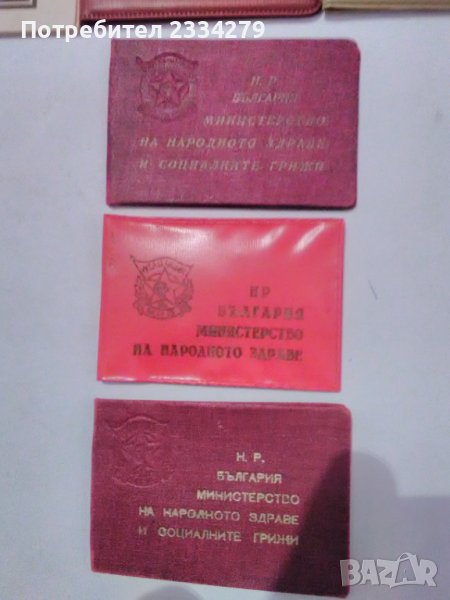 Потребител 2334279
Н. Р.
БЪЛГАРИЯ
МИНИСТЕРСТВО
НА НАРОДНОТО ЗДРАВЕ
И СОЦИАЛНИТЕ ГРИЖИ
НР
БЪЛГАРИЯ
МИНИСТЕРСТВО
НА НАРОДНОТО ЗДРАВЕ
Н. Р.
БЪЛГАРИЯ
МИНИСТЕРСТВО
НА НАРОДНОТО ЗДРАВЕ
И СОЦИАЛНИТЕ ГРИЖИ
BAZAR